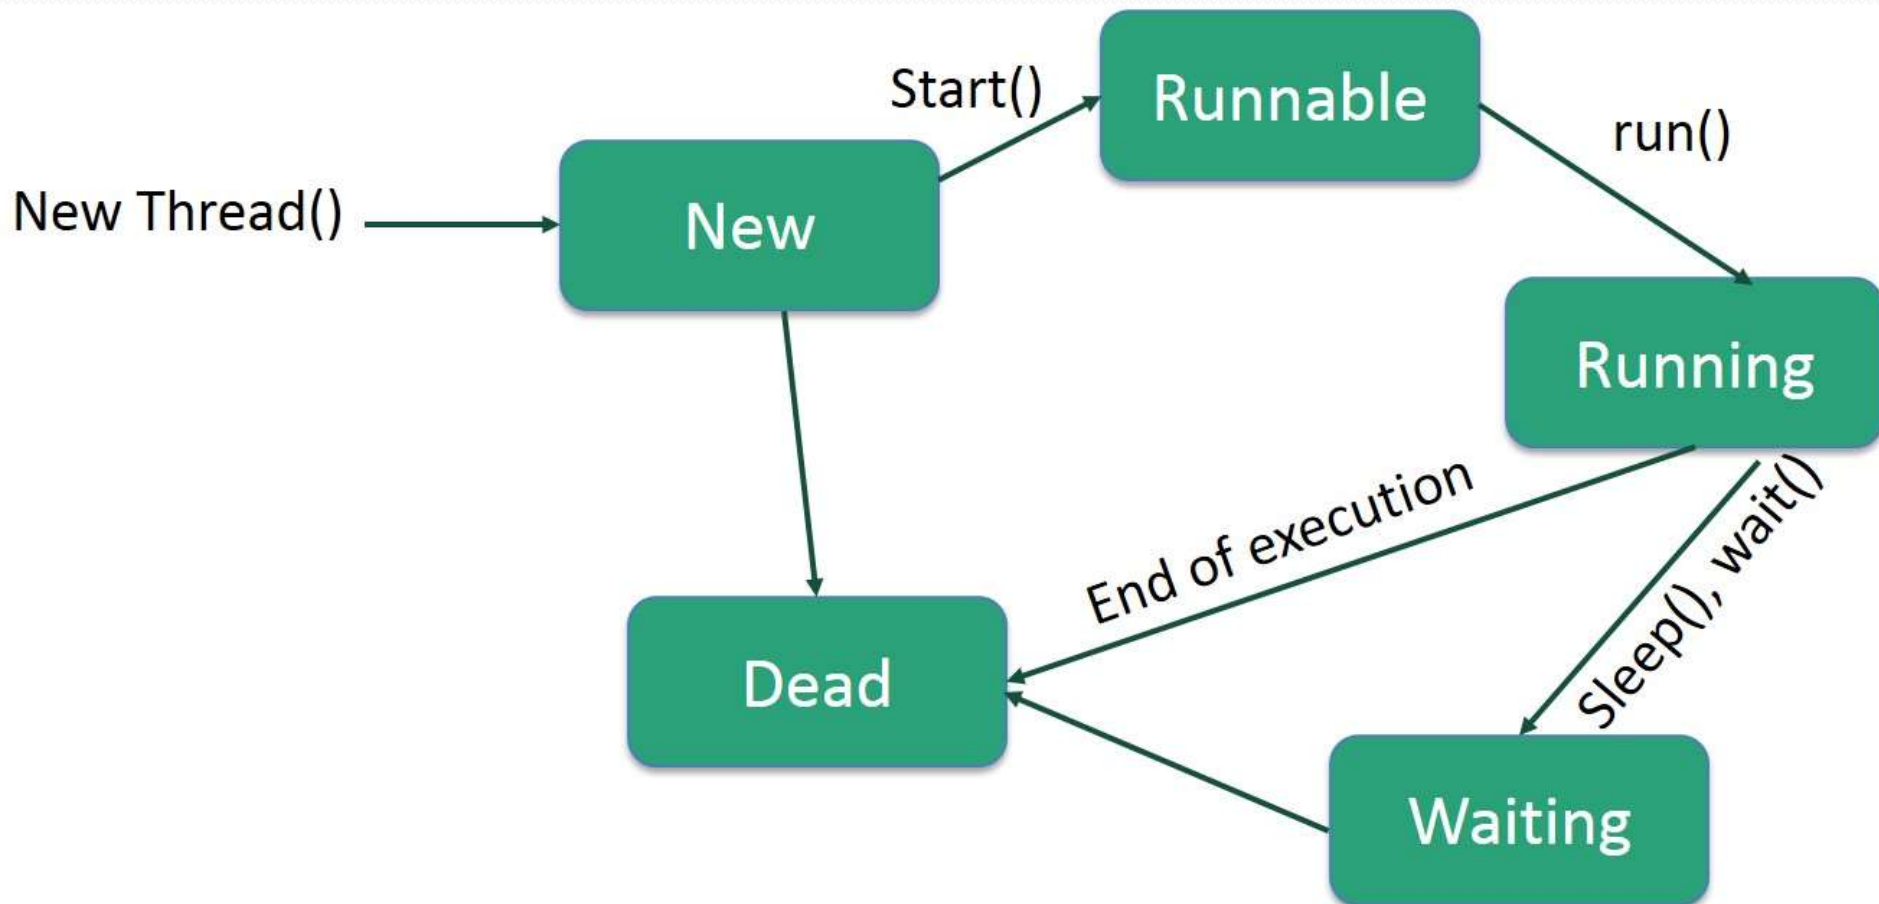 New Thread()
New
Start()
Runnable
run()
Running
End of execution
Sleep(), wait()
Dead
Waiting